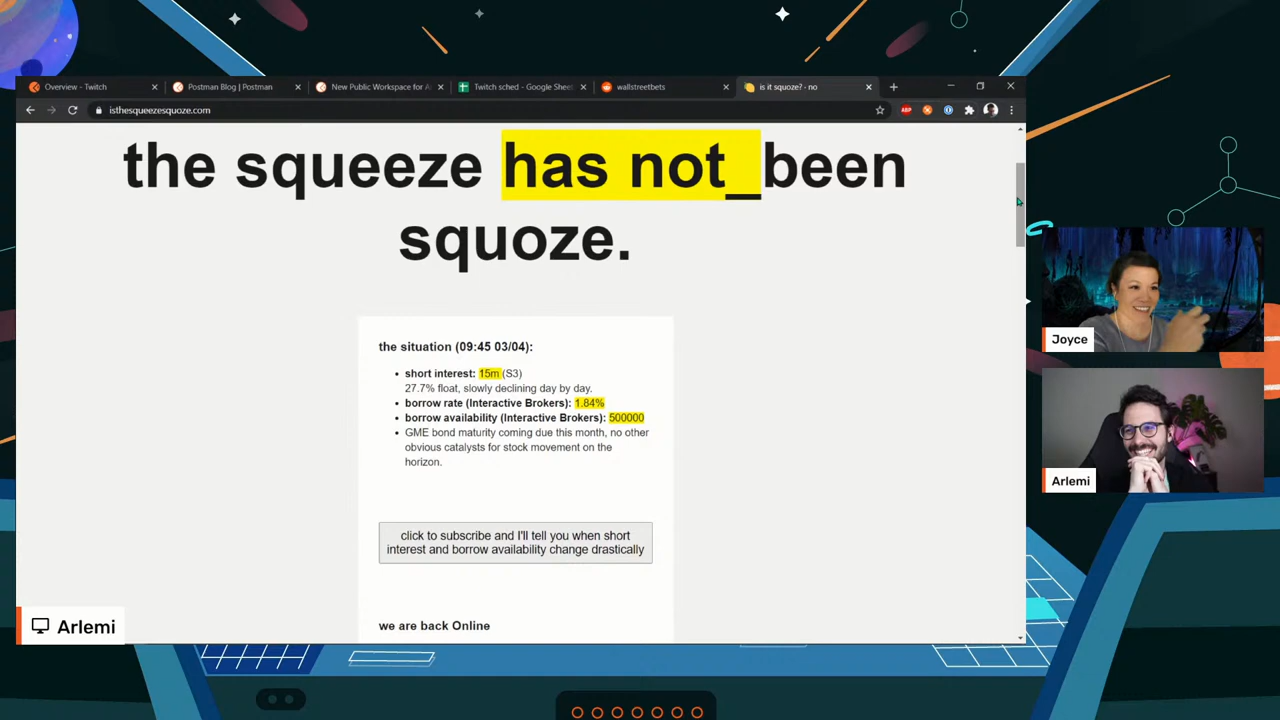 Overview - Twitch
Postman Blog | Postman
New Public Workspace for A
Twitch sched - Google Sheet
wallstreetbets
is it squoze? - no
isthesqueezesquoze.com
ABP
the squeeze has not_been
squoze.
the situation (09:45 03/04):
short interest: 15m (S3)
27.7% float, slowly declining day by day.
borrow rate (Interactive Brokers): 1.84%
borrow availability (Interactive Brokers): 500000
GME bond maturity coming due this month, no other
obvious catalysts for stock movement on the
horizon.
click to subscribe and I'll tell you when short
interest and borrow availability change drastically
we are back Online
Joyce
Arlemi
Arlemi